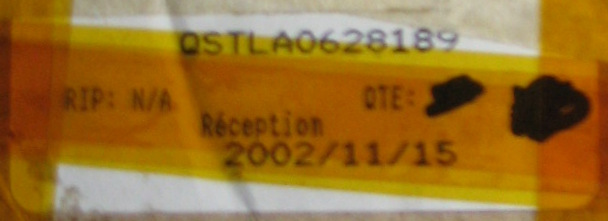 QSTLA0628189
RIP: N/A QTE:
Réception
2002/11/15